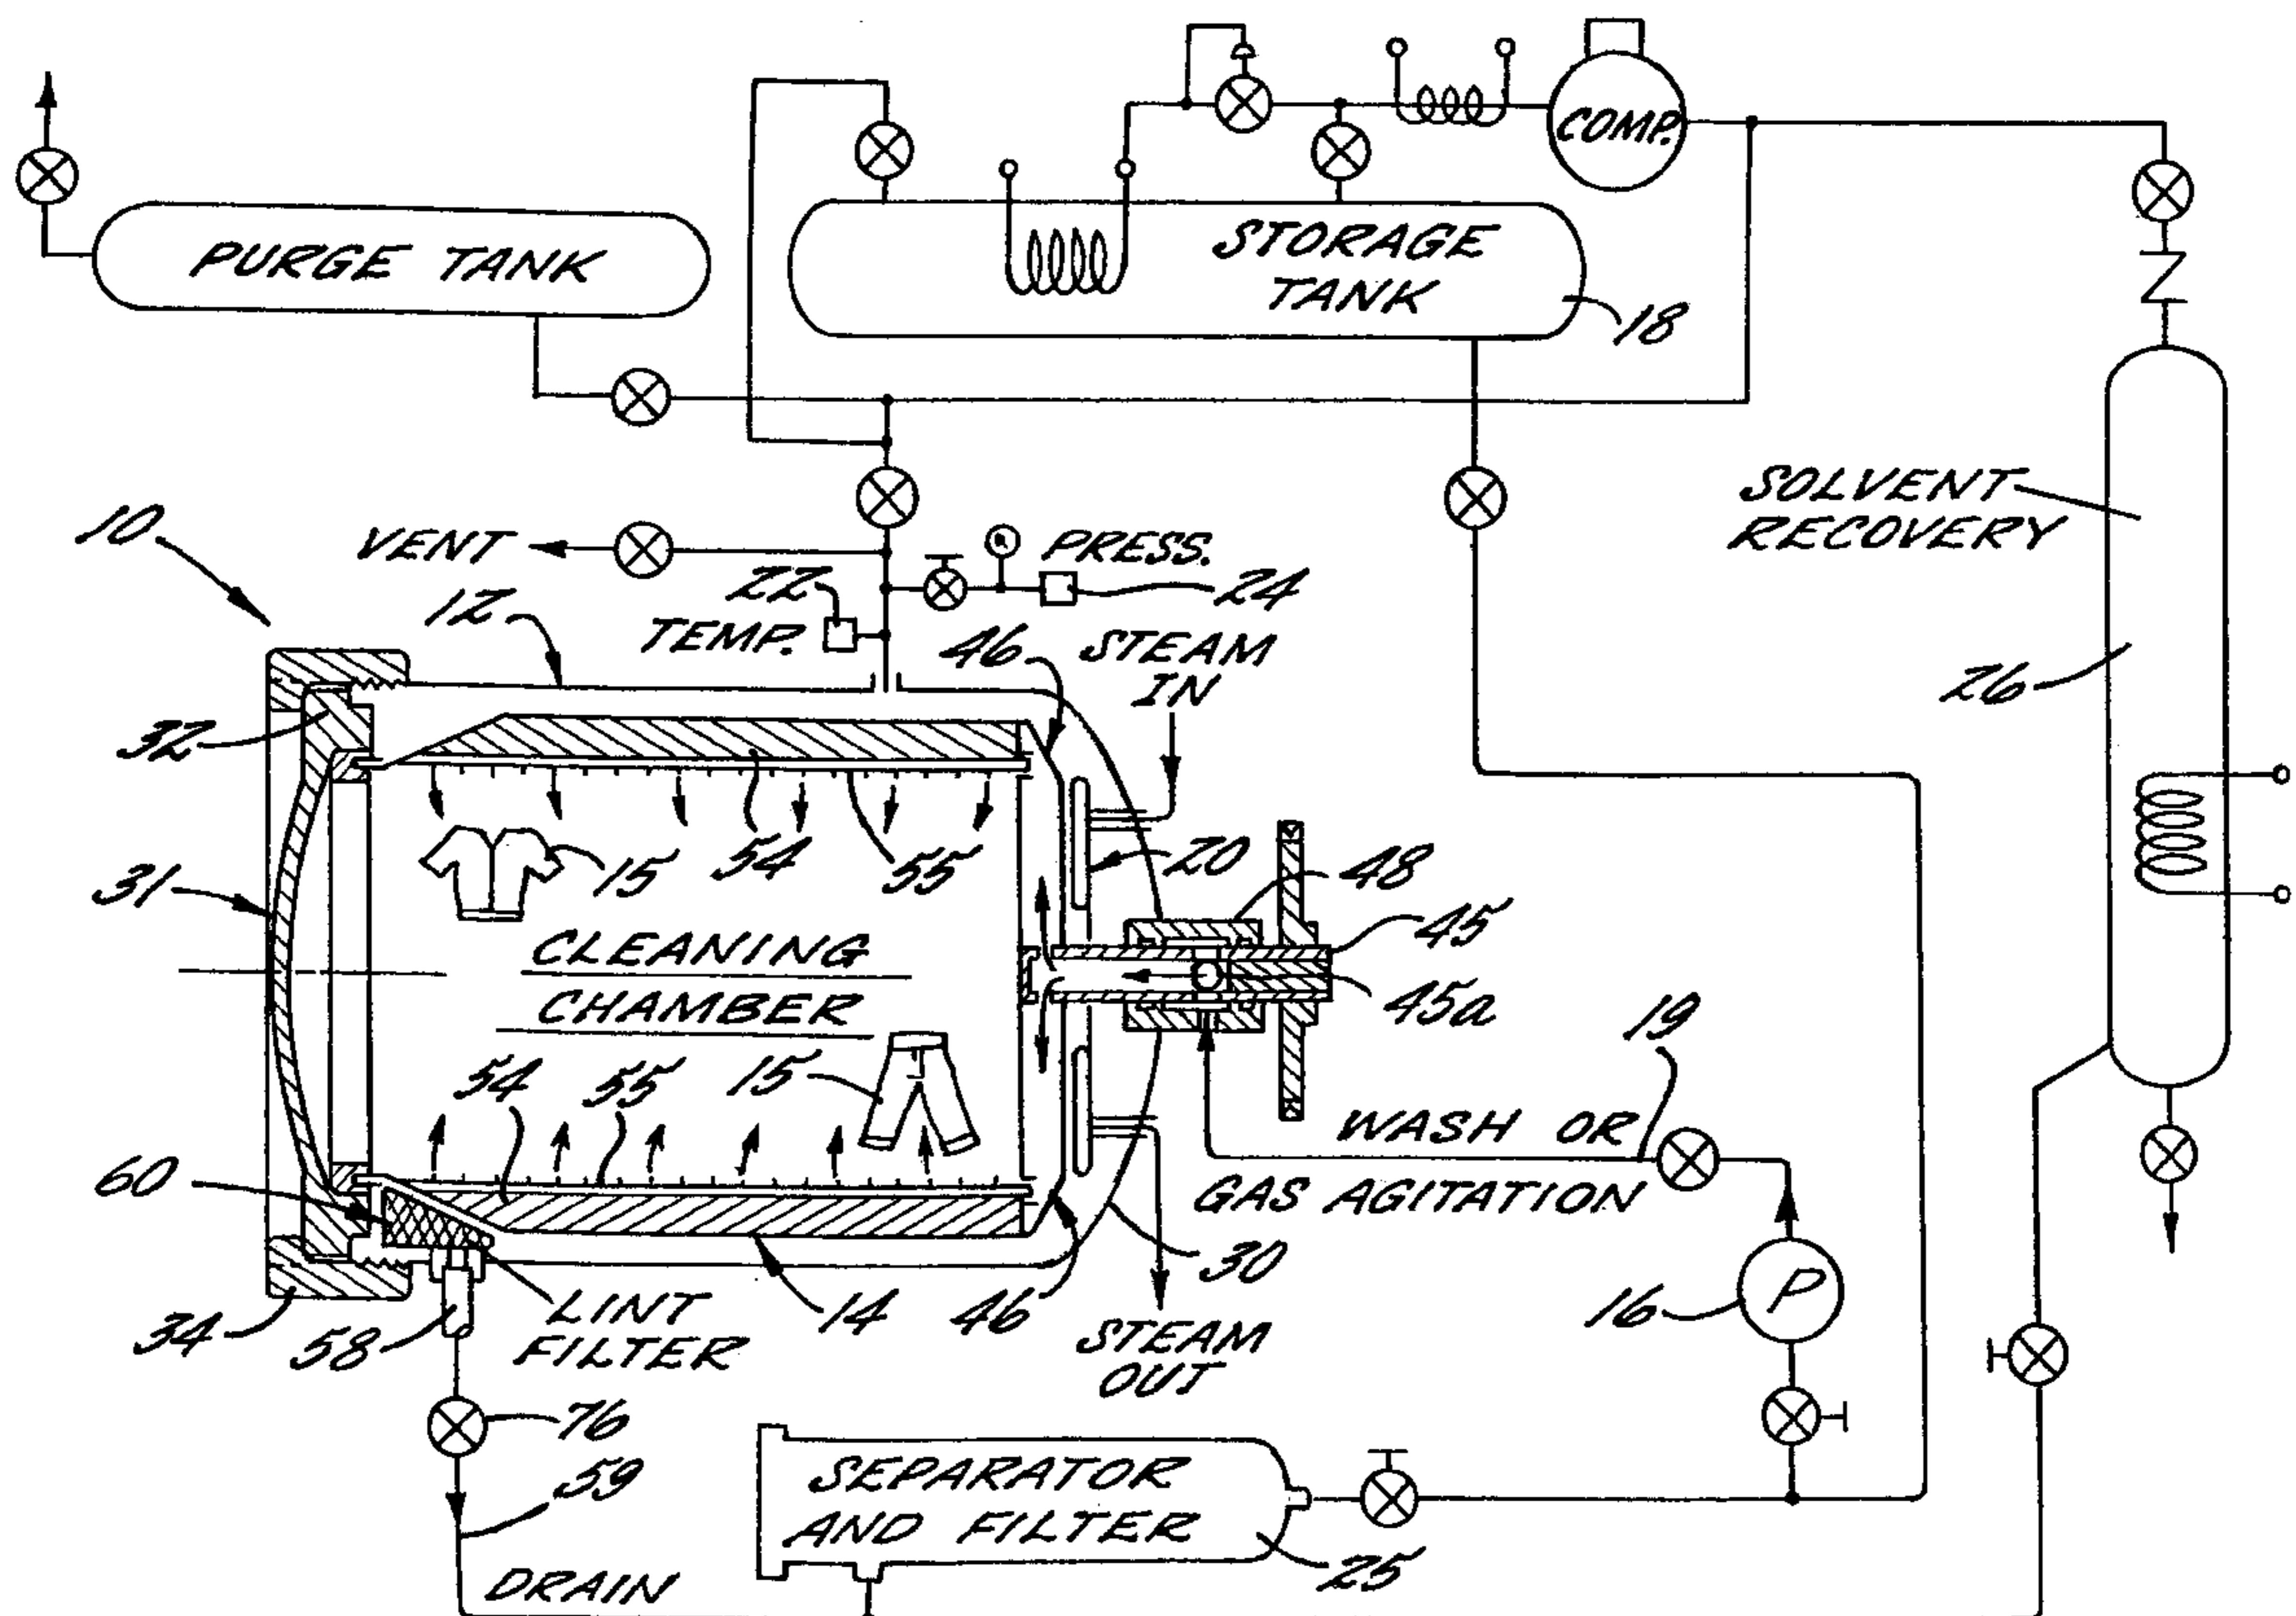 COMP.
PURGE TANK
STORAGE
TANK
18
SOLVENT
RECOVERY
26
10
VENT
12
22
TEMP.
PRESS.
24
46
STEAM
IN
32
15
54
55
20
48
31
45
CLEANING
CHAMBER
45a
19
54
55
15
WASH OR
GAS AGITATION
60
30
34
58
LINT
FILTER
14
46
STEAM
OUT
16
P
76
59
SEPARATOR
AND FILTER
25
DRAIN